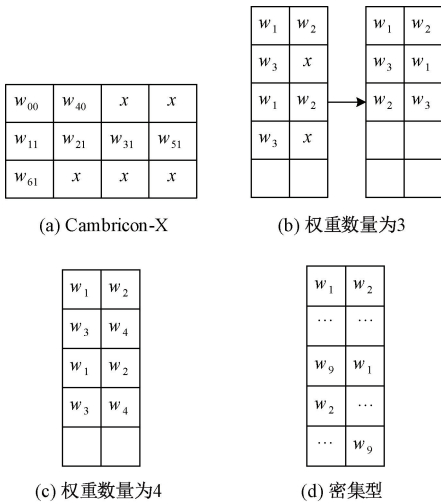 w₁ w₂
w₃ x
w₁ w₂
w₃ x
w₁ w₂
w₃ w₁
w₂ w₃
w₀₀ w₄₀ x x
w₁₁ w₂₁ w₃₁ w₅₁
w₆₁ x x x
(a) Cambricon-X
(b) 权重数量为3
w₁ w₂
w₃ w₄
w₁ w₂
w₃ w₄
(c) 权重数量为4
w₁ w₂
… …
w₉ w₁
w₂ …
… w₉
(d) 密集型